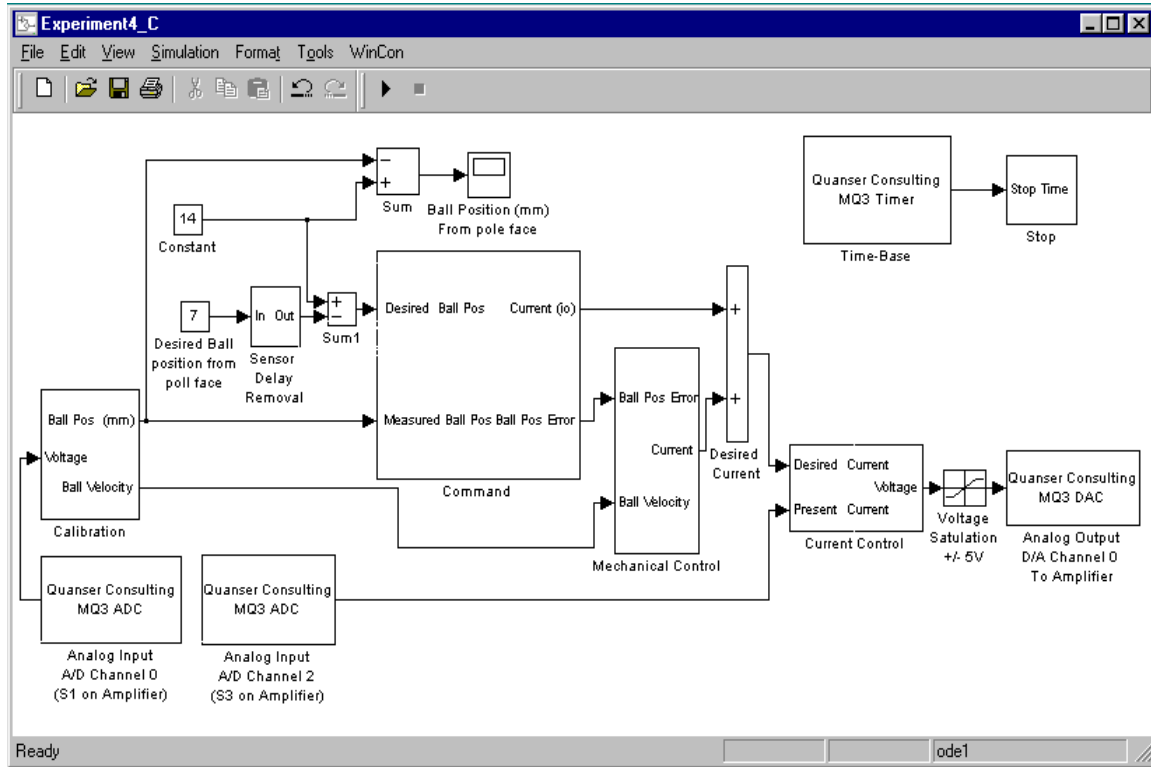 Experiment4_C
File Edit View Simulation Format Tools WinCon
Sum
Ball Position (mm)
From pole face
14
Constant
Quanser Consulting
MQ3 Timer
Time-Base
Stop Time
Stop
7
Desired Ball
position from
poll face
In Out
Sensor
Delay
Removal
Sum1
Desired Ball Pos
Current (io)
Measured Ball Pos
Ball Pos Error
Command
Ball Pos Error
Current
Ball Velocity
Mechanical Control
Desired
Current
Ball Pos (mm)
Voltage
Ball Velocity
Calibration
Desired Current
Voltage
Present Current
Current Control
Voltage
Satulation
+/- 5V
Quanser Consulting
MQ3 DAC
Analog Output
D/A Channel 0
To Amplifier
Quanser Consulting
MQ3 ADC
Analog Input
A/D Channel 0
(S1 on Amplifier)
Quanser Consulting
MQ3 ADC
Analog Input
A/D Channel 2
(S3 on Amplifier)
Ready
ode1